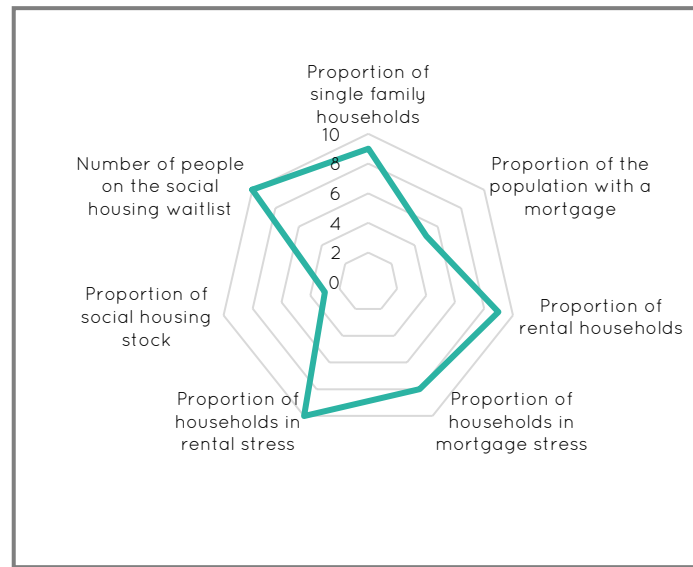 Proportion of
single family
households
10
8
6
4
2
0
Proportion of the
population with a
mortgage
Proportion of
rental households
Proportion of
households in
mortgage stress
Proportion of
households in
rental stress
Proportion of
social housing
stock
Number of people
on the social
housing waitlist